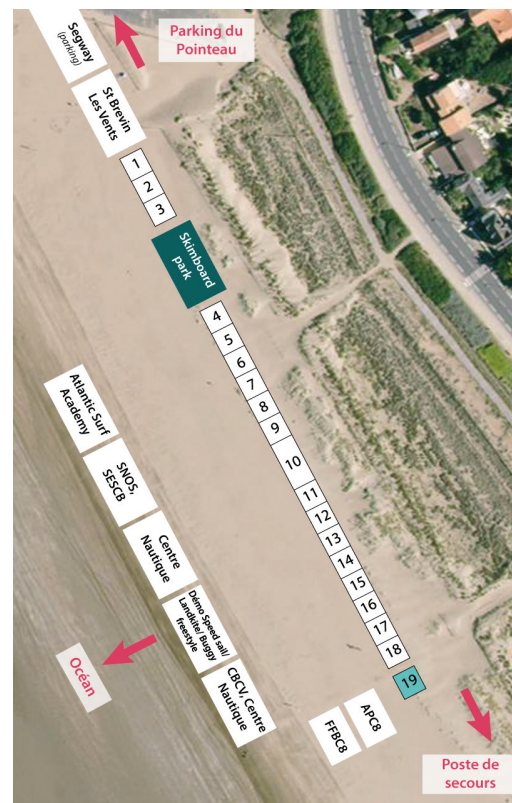 Parking du
Pointeau
Segway
(parking)
St Brevin
Les Vents
1
2
3
Skimboard
park
4
5
6
7
8
9
10
11
12
13
14
15
16
17
18
19
Atlantic Surf
Academy
SNOS,
SESCB
Centre
Nautique
Démo Speed sail/
Landkite/ Buggy
freestyle
CBCV, Centre
Nautique
Océan
APC8
FFBC8
Poste de
secours